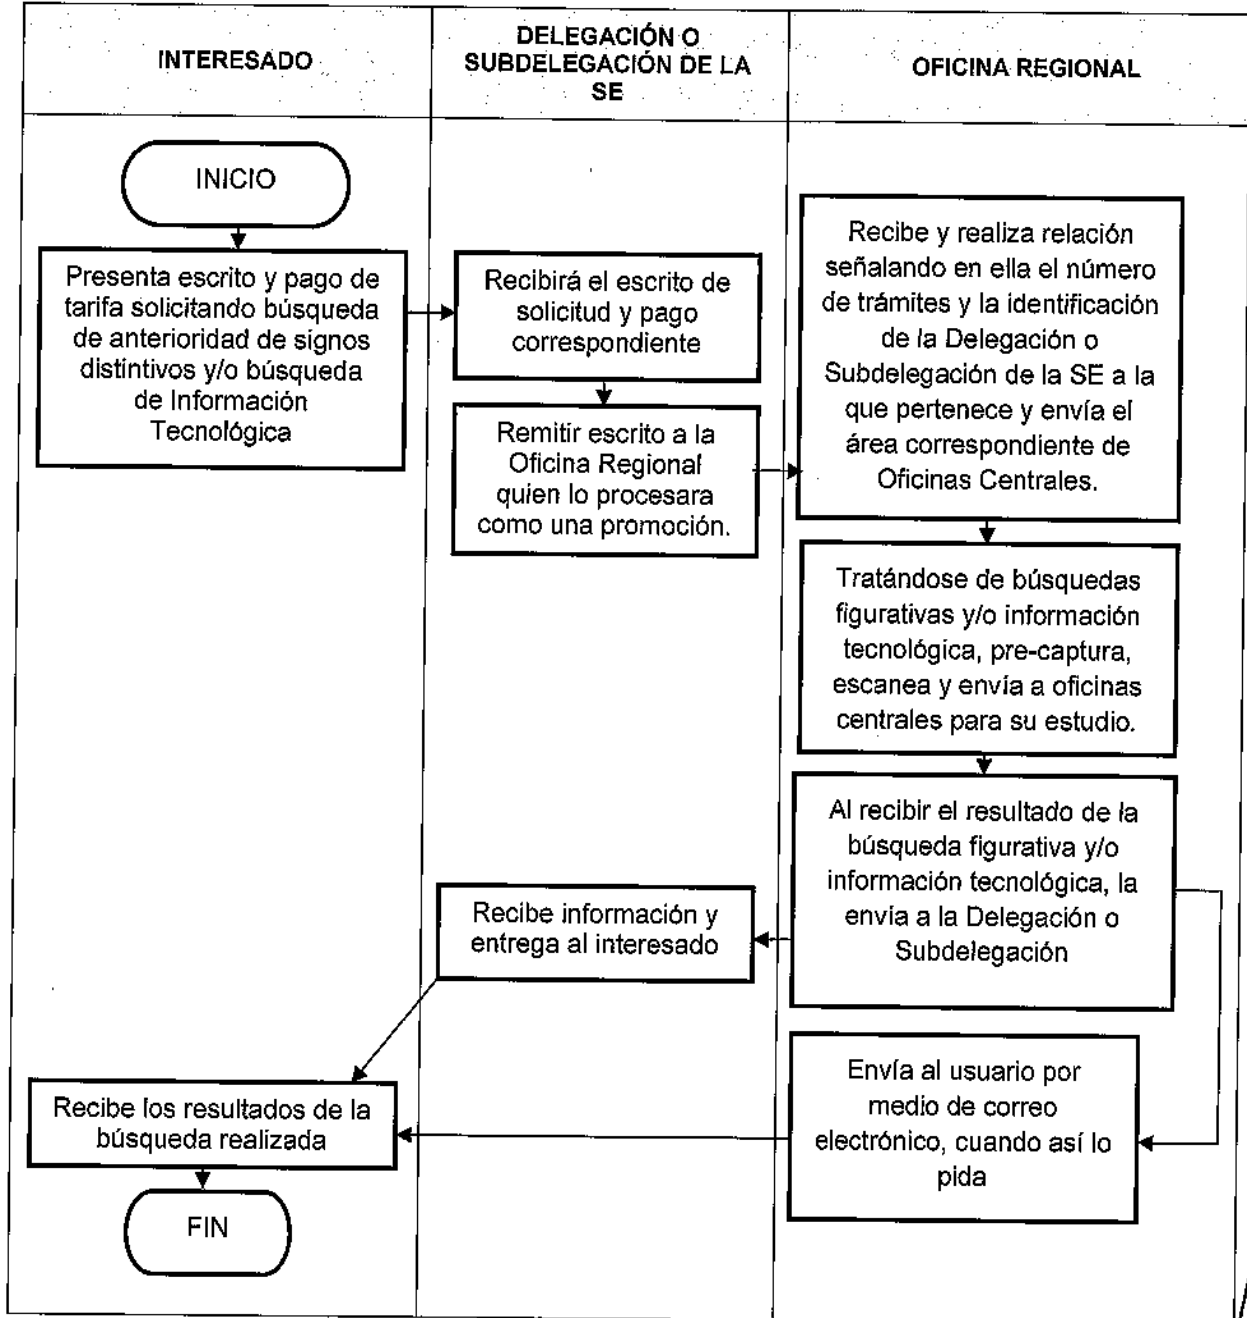 INTERESADO
DELEGACIÓN O
SUBDELEGACIÓN DE LA
SE
OFICINA REGIONAL
INICIO
Presenta escrito y pago de
tarifa solicitando búsqueda
de anterioridad de signos
distintivos y/o búsqueda
de Información
Tecnológica
Recibirá el escrito de
solicitud y pago
correspondiente
Remitir escrito a la
Oficina Regional
quien lo procesara
como una promoción.
Recibe y realiza relación
señalando en ella el número
de trámites y la identificación
de la Delegación o
Subdelegación de la SE a la
que pertenece y envía el
área correspondiente de
Oficinas Centrales.
Tratándose de búsquedas
figurativas y/o información
tecnológica, pre-captura,
escanea y envía a oficinas
centrales para su estudio.
Al recibir el resultado de la
búsqueda figurativa y/o
información tecnológica, la
envía a la Delegación o
Subdelegación
Recibe información y
entrega al interesado
Envía al usuario por
medio de correo
electrónico, cuando así lo
pida
Recibe los resultados de la
búsqueda realizada
FIN